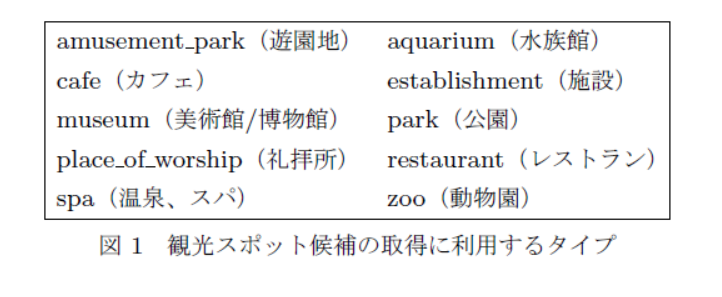 amusement_park（遊園地） aquarium（水族館）
cafe（カフェ） establishment（施設）
museum（美術館/博物館） park（公園）
place_of_worship（礼拝所） restaurant（レストラン）
spa（温泉、スパ） zoo（動物園）
図 1 観光スポット候補の取得に利用するタイプ